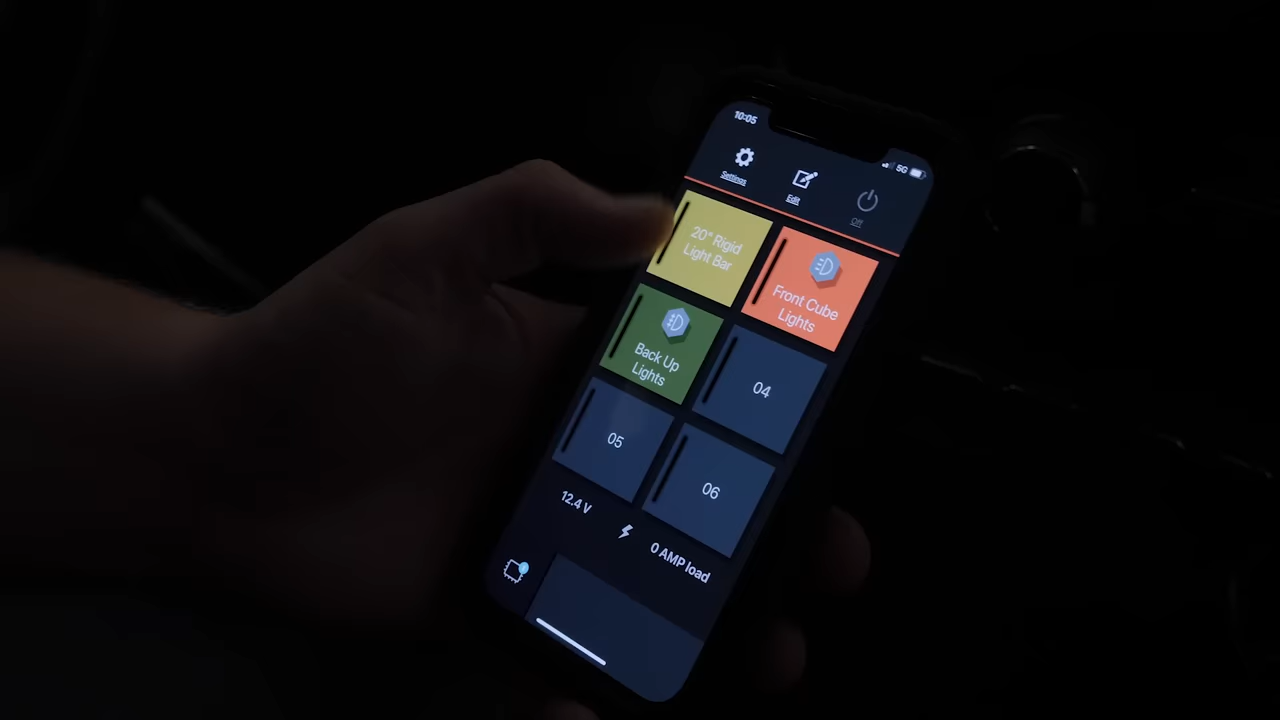 10:05
5G
Settings
Edit
Off
20" Rigid
Light Bar
Front Cube
Lights
Back Up
Lights
04
05
06
12.4 V
0 AMP load